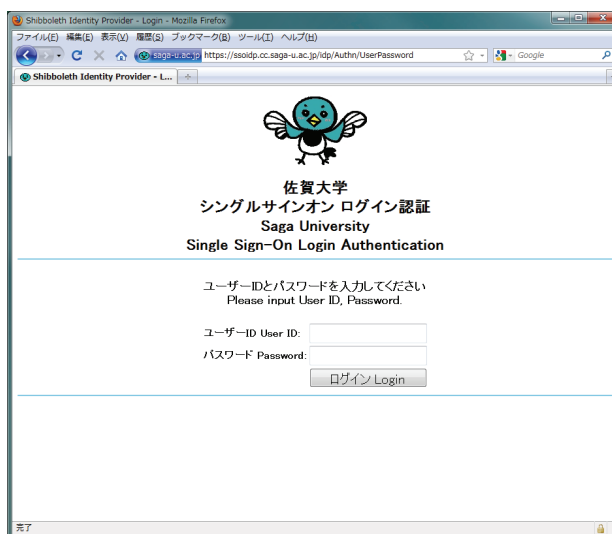 Shibboleth Identity Provider - Login - Mozilla Firefox
ファイル(F) 編集(E) 表示(V) 履歴(S) ブックマーク(B) ツール(T) ヘルプ(H)
saga-u.ac.jp https://ssoidp.cc.saga-u.ac.jp/idp/Authn/UserPassword Google
Shibboleth Identity Provider - L...
佐賀大学
シングルサインオン ログイン認証
Saga University
Single Sign-On Login Authentication
ユーザーIDとパスワードを入力してください
Please input User ID, Password.
ユーザーID User ID:
パスワード Password:
ログイン Login
完了